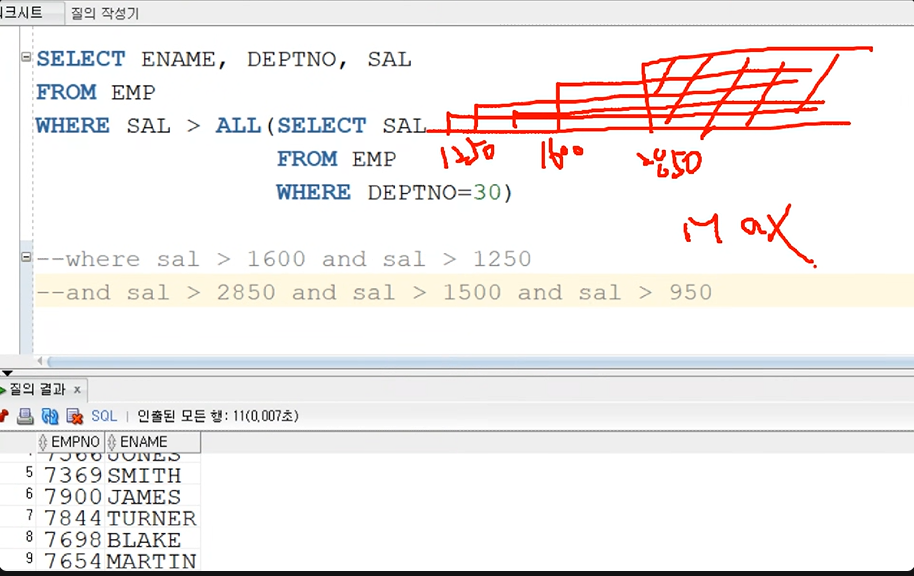 크시트 질의 작성기
SELECT ENAME, DEPTNO, SAL
FROM EMP
WHERE SAL > ALL(SELECT SAL
FROM EMP
WHERE DEPTNO=30)
1250 1600 2850
Max
--where sal > 1600 and sal > 1250
--and sal > 2850 and sal > 1500 and sal > 950
질의 결과 x
SQL | 인출된 모든 행: 11(0,007초)
EMPNO ENAME
7566 JONES
5 7369 SMITH
6 7900 JAMES
7 7844 TURNER
8 7698 BLAKE
9 7654 MARTIN